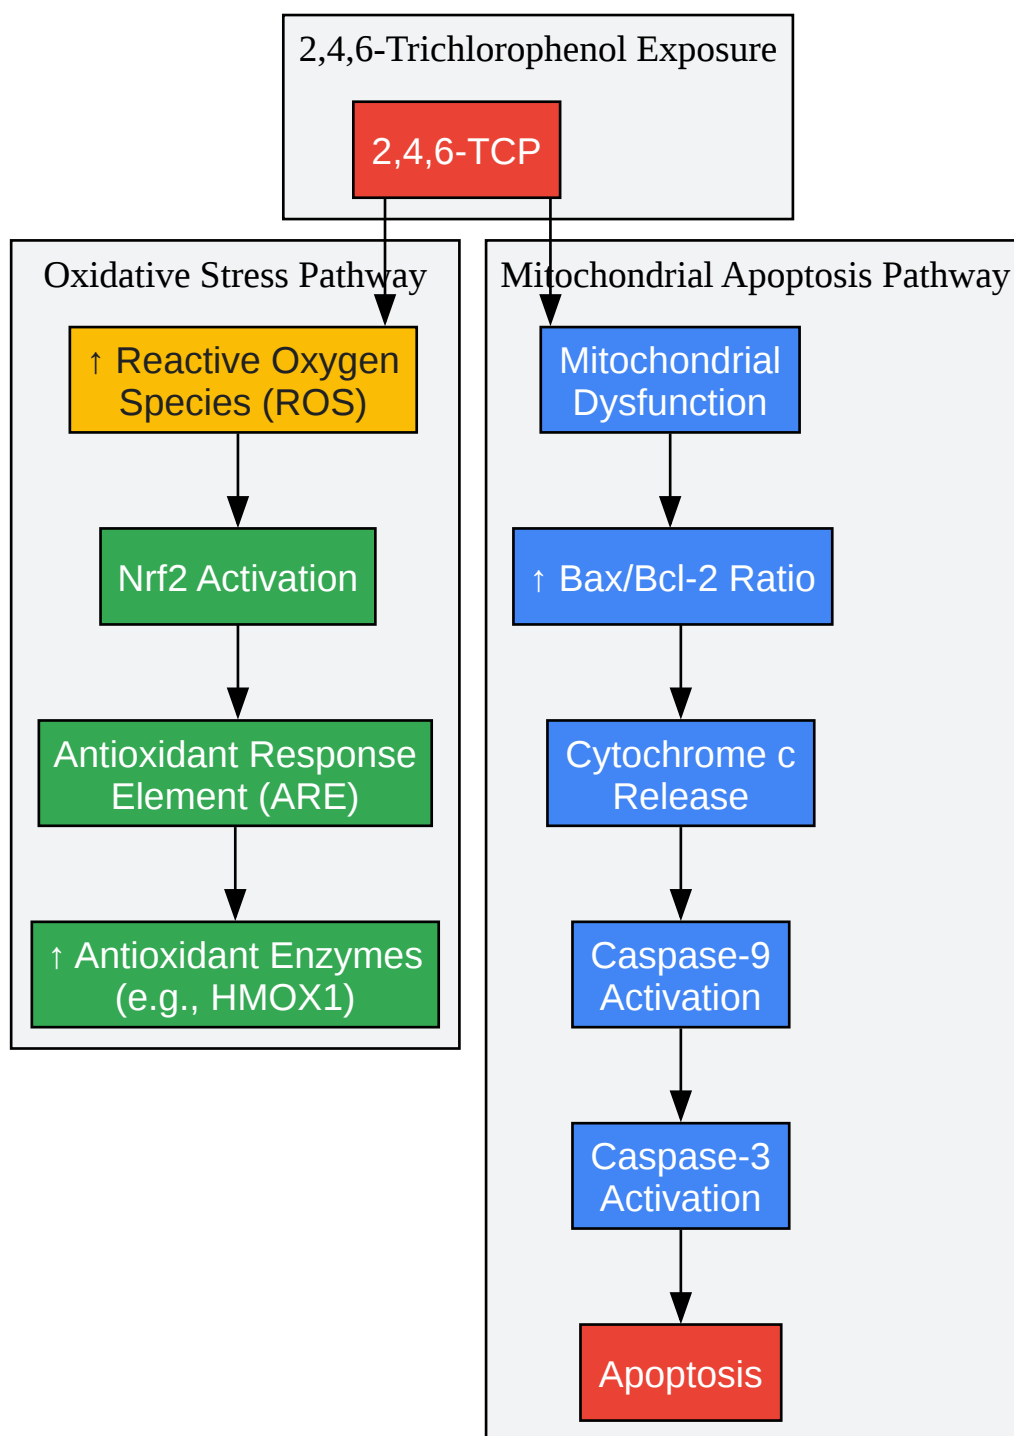 2,4,6-Trichlorophenol Exposure
2,4,6-TCP
Oxidative Stress Pathway
↑ Reactive Oxygen
Species (ROS)
Nrf2 Activation
Antioxidant Response
Element (ARE)
↑ Antioxidant Enzymes
(e.g., HMOX1)
Mitochondrial Apoptosis Pathway
Mitochondrial
Dysfunction
↑ Bax/Bcl-2 Ratio
Cytochrome c
Release
Caspase-9
Activation
Caspase-3
Activation
Apoptosis